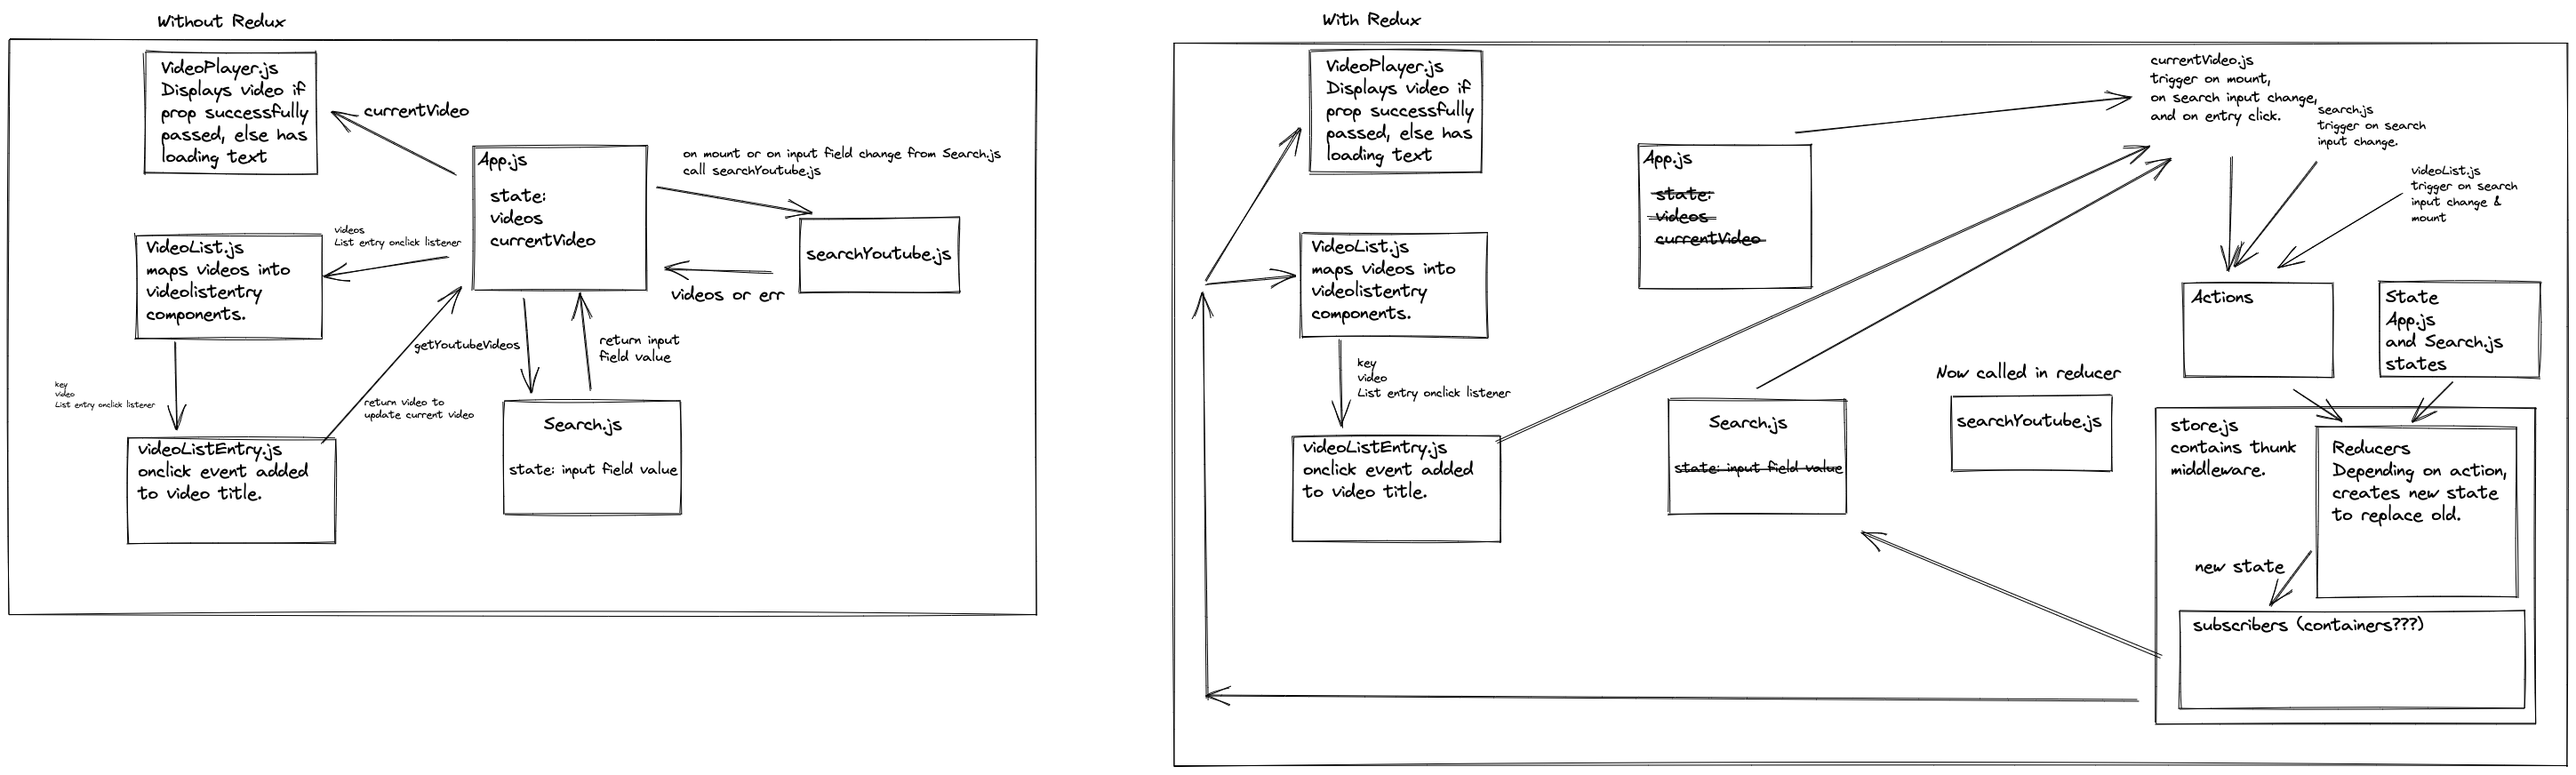 Without Redux
VideoPlayer.js
Displays video if
prop successfully
passed, else has
loading text
currentVideo
App.js
state:
videos
currentVideo
on mount or on input field change from Search.js
call searchYoutube.js
searchYoutube.js
videos or err
videos
List entry onclick listener
VideoList.js
maps videos into
videolistentry
components.
getYoutubeVideos
return input
field value
key
video
List entry onclick listener
return video to
update current video
videoListEntry.js
onclick event added
to video title.
Search.js
state: input field value
With Redux
VideoPlayer.js
Displays video if
prop successfully
passed, else has
loading text
App.js
state:
videos
currentVideo
currentVideo.js
trigger on mount,
on search input change,
and on entry click.
search.js
trigger on search
input change.
videoList.js
trigger on search
input change &
mount
VideoList.js
maps videos into
videolistentry
components.
key
video
List entry onclick listener
videoListEntry.js
onclick event added
to video title.
Search.js
state: input field value
Now called in reducer
searchYoutube.js
Actions
State
App.js
and Search.js
states
store.js
contains thunk
middleware.
Reducers
Depending on action,
creates new state
to replace old.
new state
subscribers (containers???)